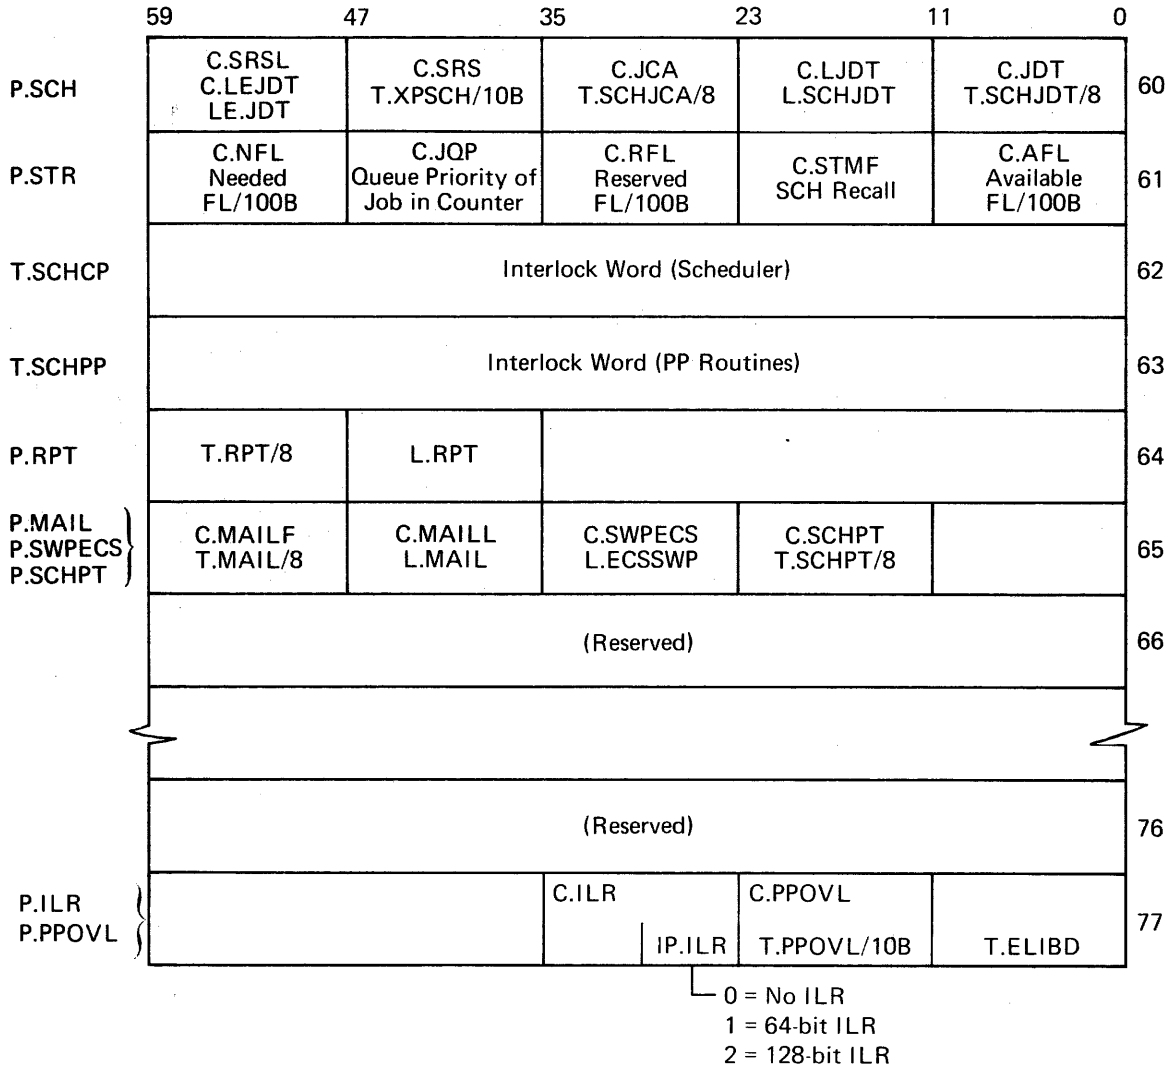 59 47 35 23 11 0
P.SCH C.SRSL C.SRS C.JCA C.LJDT C.JDT 60
C.LEJDT T.XPSCH/10B T.SCHJCA/8 L.SCHJDT T.SCHJDT/8
LE.JDT
P.STR C.NFL C.JQP C.RFL C.STMF C.AFL 61
Needed Queue Priority of Reserved SCH Recall Available
FL/100B Job in Counter FL/100B FL/100B
T.SCHCP Interlock Word (Scheduler) 62
T.SCHPP Interlock Word (PP Routines) 63
P.RPT T.RPT/8 L.RPT 64
P.MAIL
P.SWPECS C.MAILF C.MAILL C.SWPECS C.SCHPT 65
P.SCHPT T.MAIL/8 L.MAIL L.ECSSWP T.SCHPT/8
(Reserved) 66
(Reserved) 76
P.ILR C.ILR C.PPOVL 77
P.PPOVL IP.ILR T.PPOVL/10B T.ELIBD
0 = No ILR
1 = 64-bit ILR
2 = 128-bit ILR